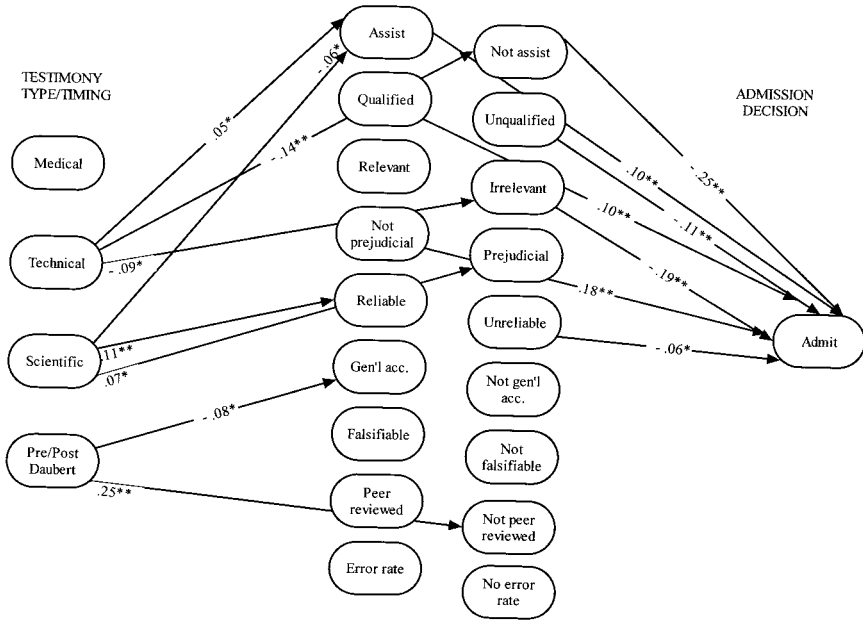 TESTIMONY
TYPE/TIMING
Medical
Technical
Scientific
Pre/Post
Daubert
.05*
- .06*
- .14**
- .09*
.11**
.07*
- .08*
.25**
Assist
Qualified
Relevant
Not
prejudicial
Reliable
Gen'l acc.
Falsifiable
Peer
reviewed
Error rate
Not assist
Unqualified
Irrelevant
Prejudicial
Unreliable
Not gen'l
acc.
Not
falsifiable
Not peer
reviewed
No error
rate
ADMISSION
DECISION
- .25**
.10**
- .11**
.10**
- .19**
.18**
- .06*
Admit